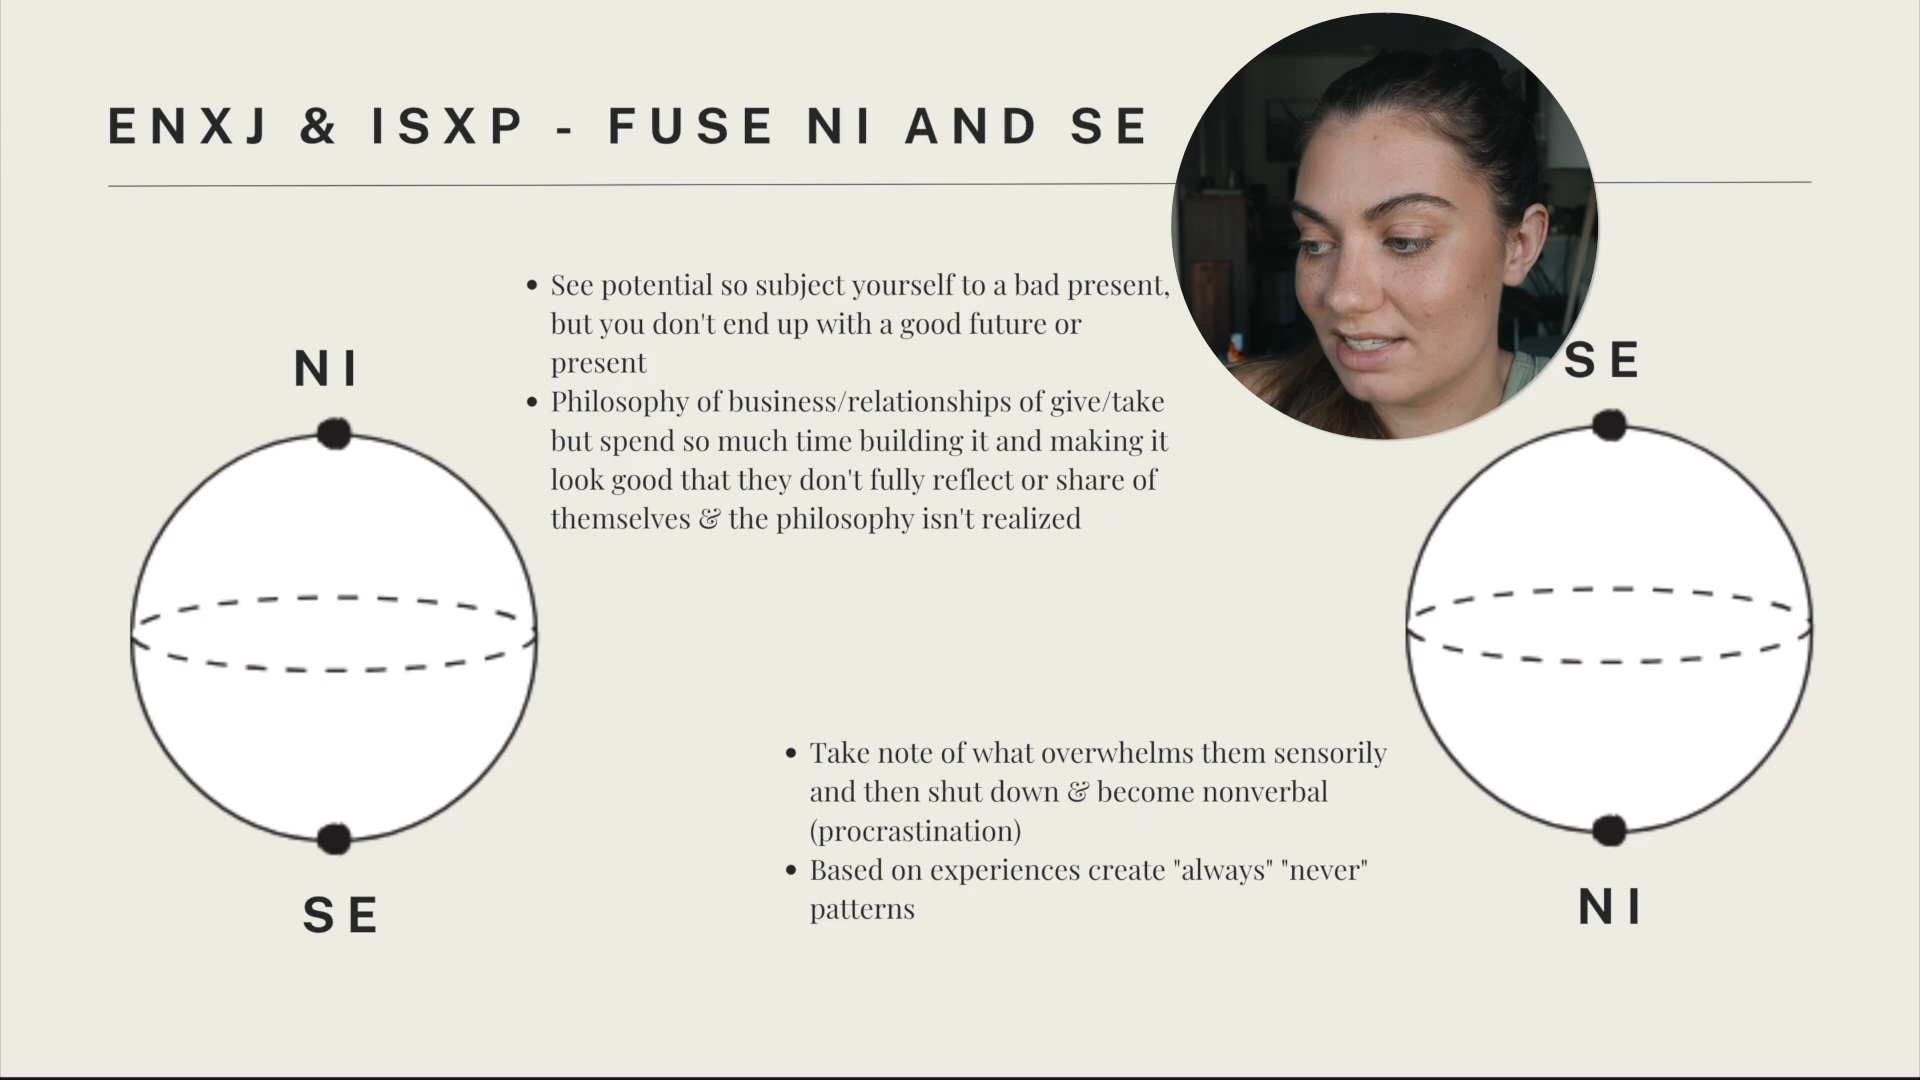 ENXJ & ISXP - FUSE NI AND SE
• See potential so subject yourself to a bad present,
but you don't end up with a good future or
present
• Philosophy of business/relationships of give/take
but spend so much time building it and making it
look good that they don't fully reflect or share of
themselves & the philosophy isn't realized
NI
SE
SE
• Take note of what overwhelms them sensorily
and then shut down & become nonverbal
(procrastination)
• Based on experiences create "always" "never"
patterns
NI